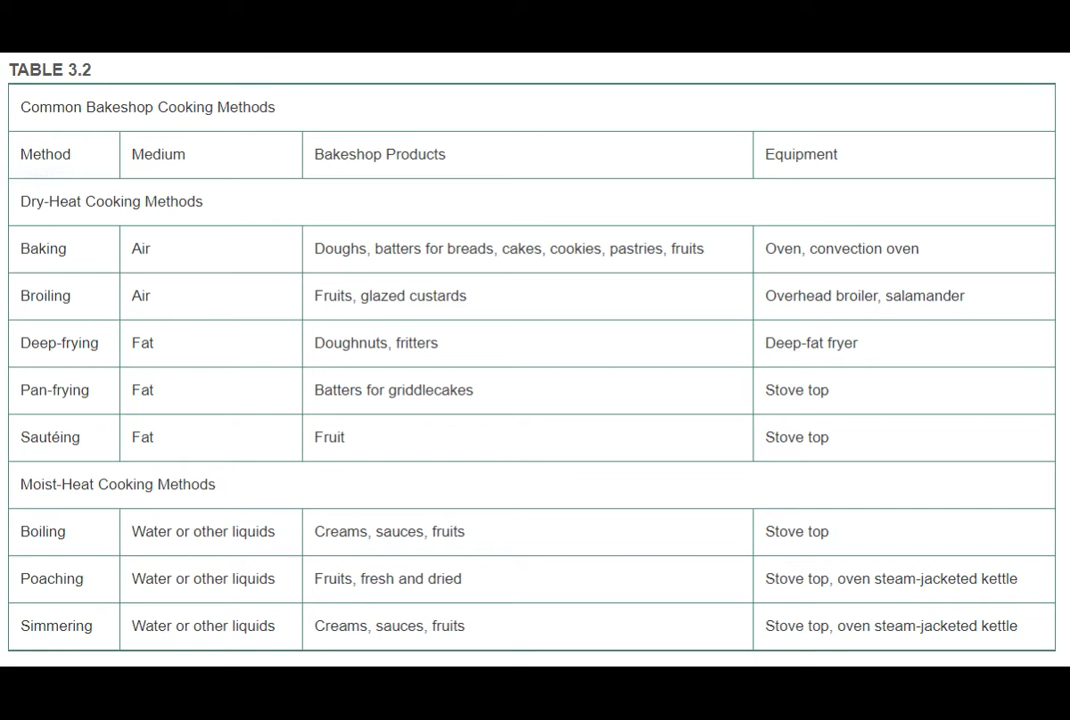 TABLE 3.2
Common Bakeshop Cooking Methods
Method Medium Bakeshop Products Equipment
Dry-Heat Cooking Methods
Baking Air Doughs, batters for breads, cakes, cookies, pastries, fruits Oven, convection oven
Broiling Air Fruits, glazed custards Overhead broiler, salamander
Deep-frying Fat Doughnuts, fritters Deep-fat fryer
Pan-frying Fat Batters for griddlecakes Stove top
Sautéing Fat Fruit Stove top
Moist-Heat Cooking Methods
Boiling Water or other liquids Creams, sauces, fruits Stove top
Poaching Water or other liquids Fruits, fresh and dried Stove top, oven steam-jacketed kettle
Simmering Water or other liquids Creams, sauces, fruits Stove top, oven steam-jacketed kettle